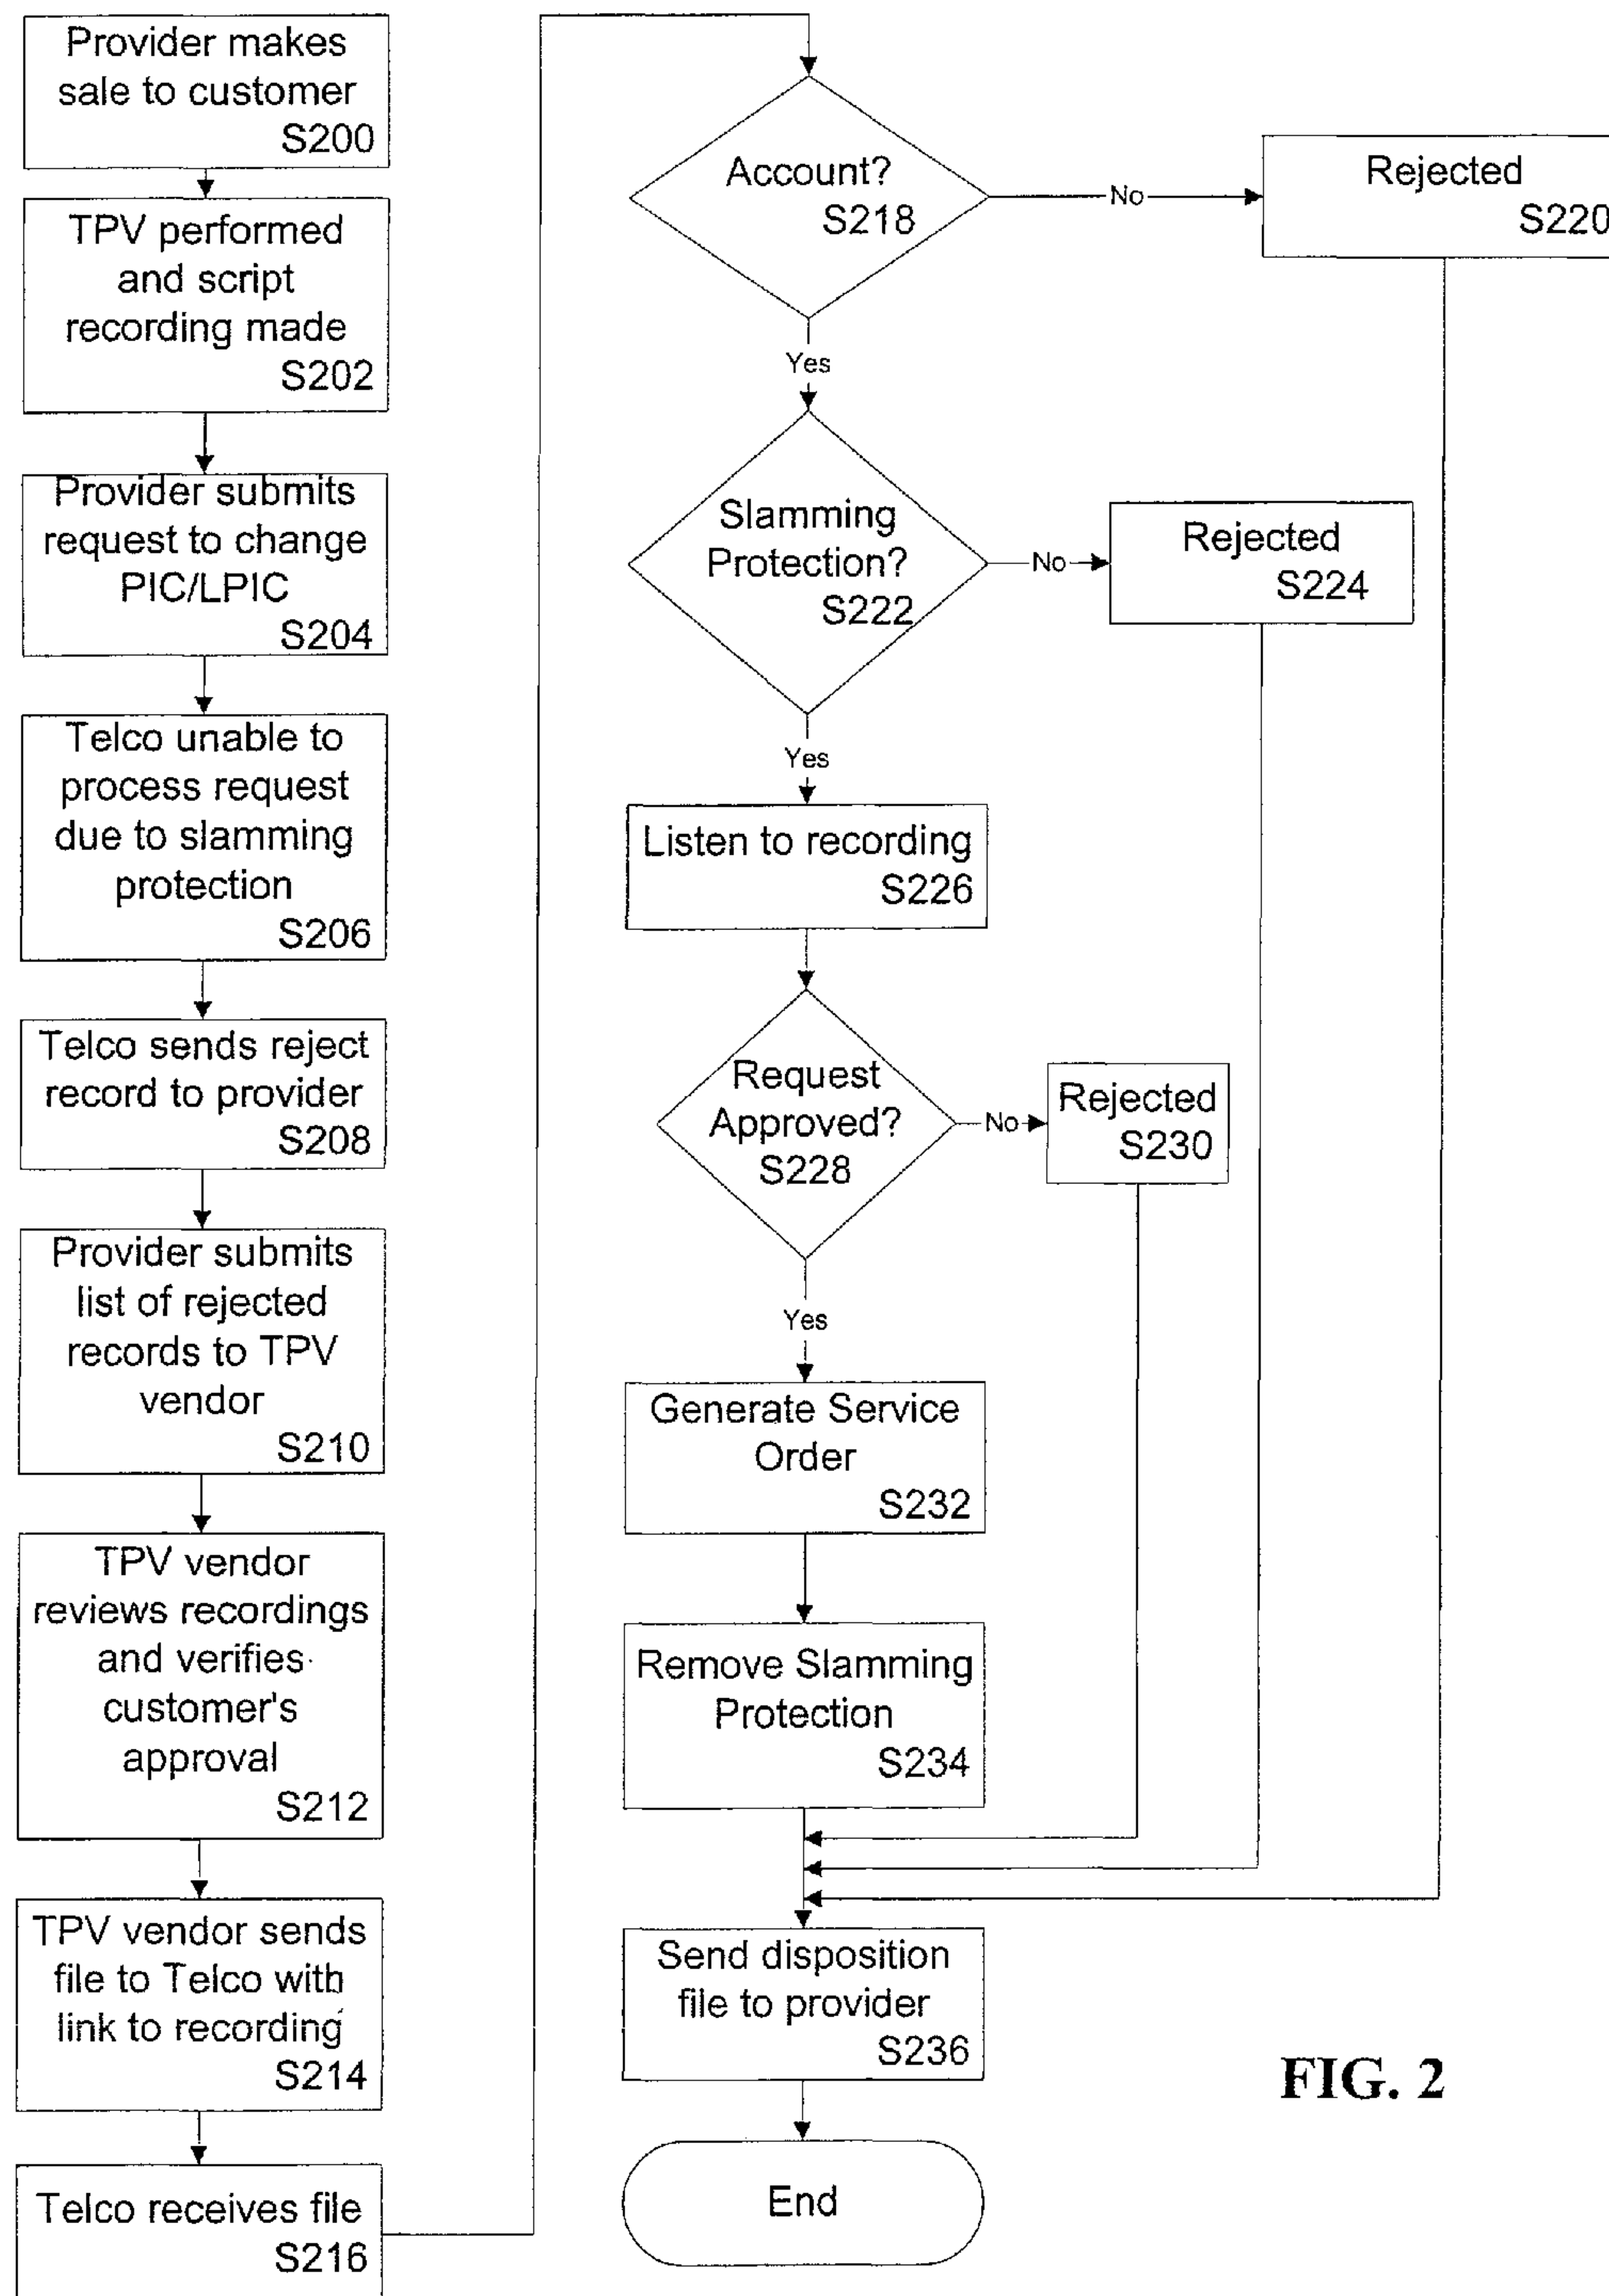 Provider makes
sale to customer
S200
TPV performed
and script
recording made
S202
Provider submits
request to change
PIC/LPIC
S204
Telco unable to
process request
due to slamming
protection
S206
Telco sends reject
record to provider
S208
Provider submits
list of rejected
records to TPV
vendor
S210
TPV vendor
reviews recordings
and verifies
customer's
approval
S212
TPV vendor sends
file to Telco with
link to recording
S214
Telco receives file
S216
Account?
S218
No
Rejected
S220
Yes
Slamming
Protection?
S222
No
Rejected
S224
Yes
Listen to recording
S226
Request
Approved?
S228
No
Rejected
S230
Yes
Generate Service
Order
S232
Remove Slamming
Protection
S234
Send disposition
file to provider
S236
End
FIG. 2